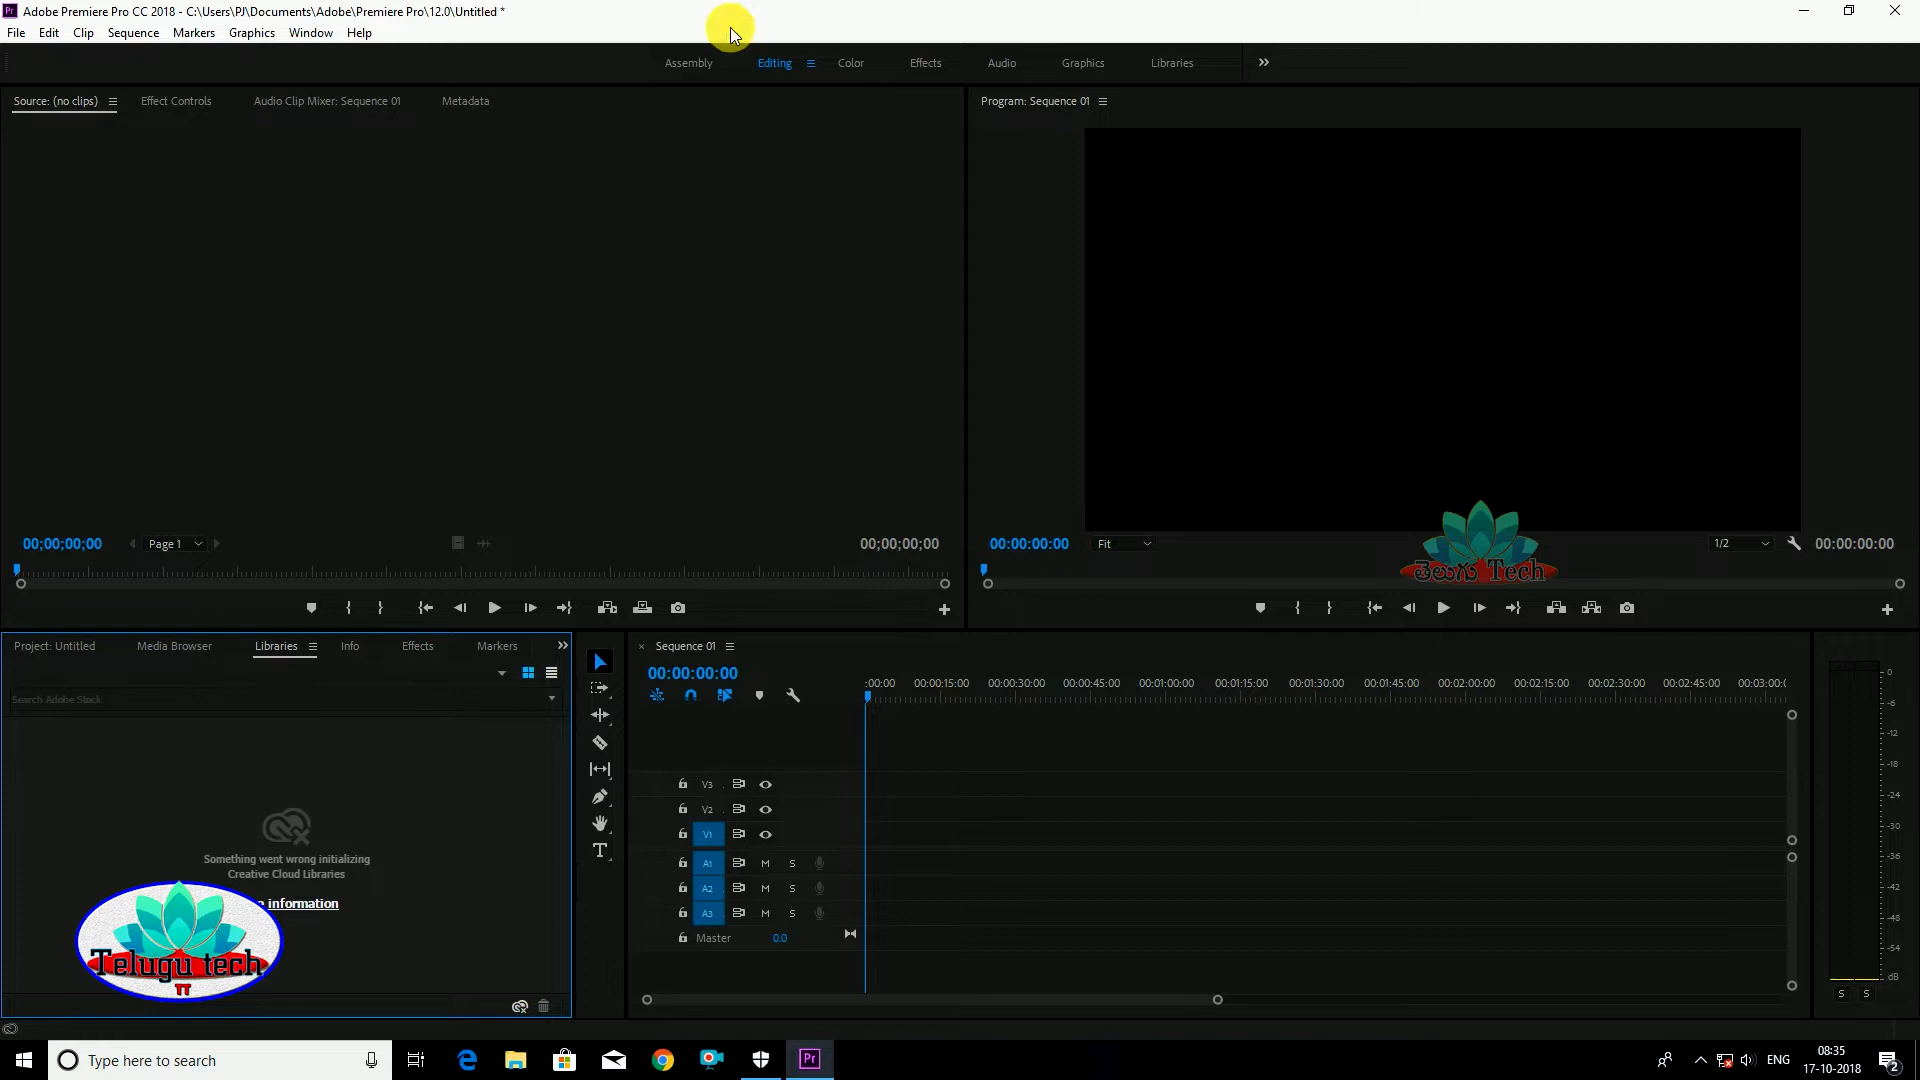 Adobe Premiere Pro CC 2018 - C:\Users\PJ\Documents\Adobe\Premiere Pro\12.0\Untitled *
File Edit Clip Sequence Markers Graphics Window Help
Assembly Editing Color Effects Audio Graphics Libraries
Source: (no clips) Effect Controls Audio Clip Mixer: Sequence 01 Metadata
Program: Sequence 01
00;00;00;00 Page 1 00;00;00;00
00:00:00:00 Fit 1/2 00:00:00:00
తెలుగు Tech
Project: Untitled Media Browser Libraries Info Effects Markers
Search Adobe Stock
Something went wrong initializing
Creative Cloud Libraries
information
Telugu tech
TT
Sequence 01
00:00:00:00
:00:00 00:00:15:00 00:00:30:00 00:00:45:00 00:01:00:00 00:01:15:00 00:01:30:00 00:01:45:00 00:02:00:00 00:02:15:00 00:02:30:00 00:02:45:00 00:03:00:0
V3
V2
V1
A1 M S
A2 M S
A3 M S
Master 0.0
0
-6
-12
-18
-24
-30
-36
-42
-48
-54
dB
S S
Type here to search
ENG
08:35
17-10-2018
2